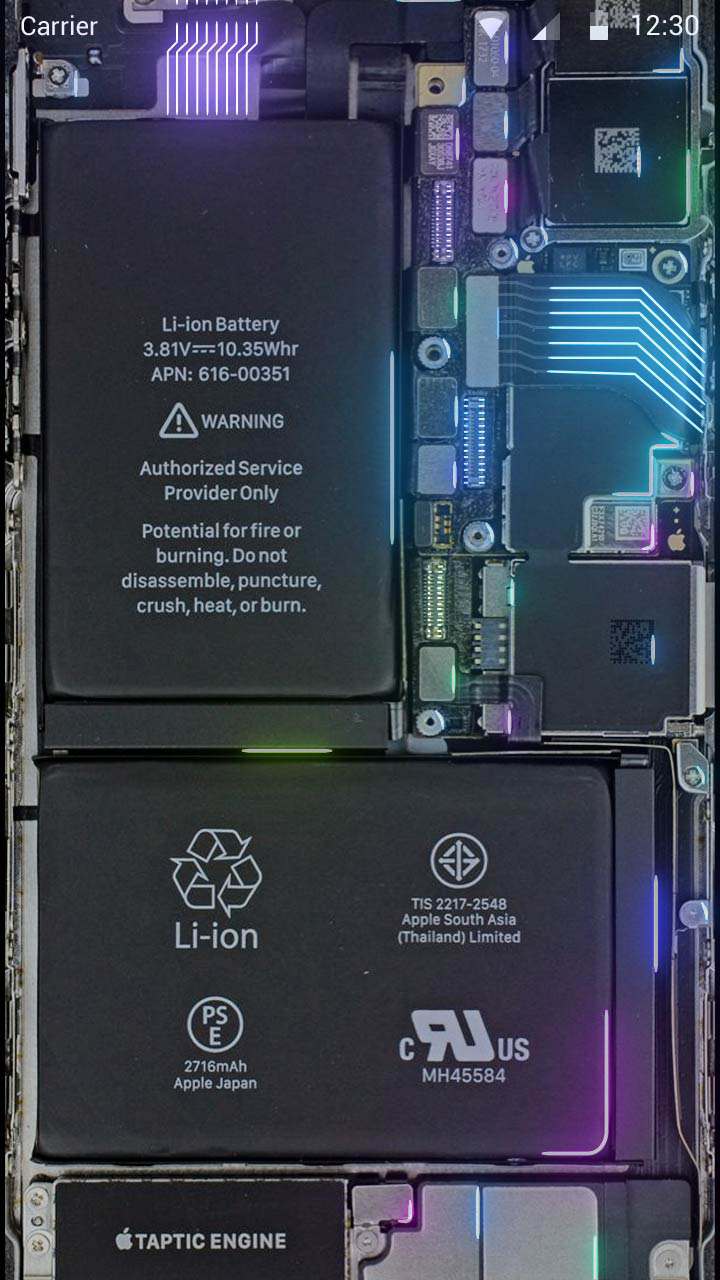 Carrier
12:30
Li-ion Battery
3.81V⎓10.35Whr
APN: 616-00351
WARNING
Authorized Service
Provider Only
Potential for fire or
burning. Do not
disassemble, puncture,
crush, heat, or burn.
Li-ion
TIS 2217-2548
Apple South Asia
(Thailand) Limited
PS
E
2716mAh
Apple Japan
c RU US
MH45584
TAPTIC ENGINE